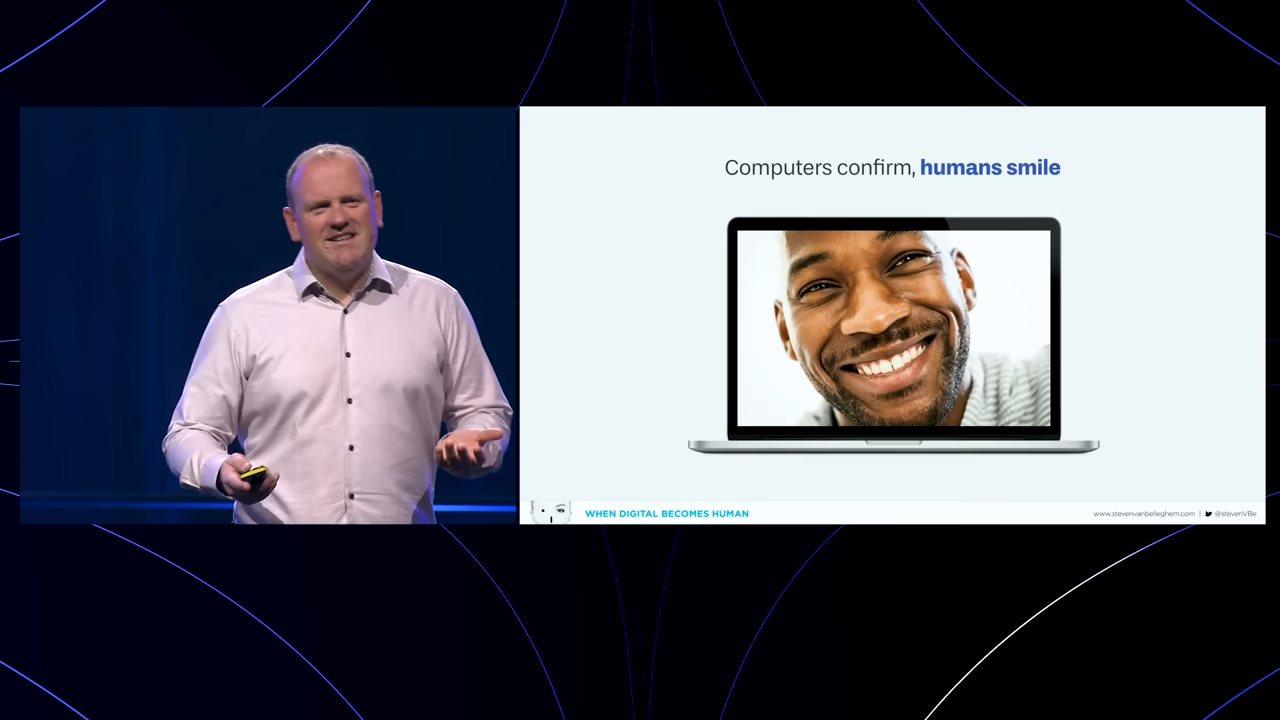 Computers confirm, humans smile
WHEN DIGITAL BECOMES HUMAN
www.stevenvanbelleghem.com | @stevenVBe